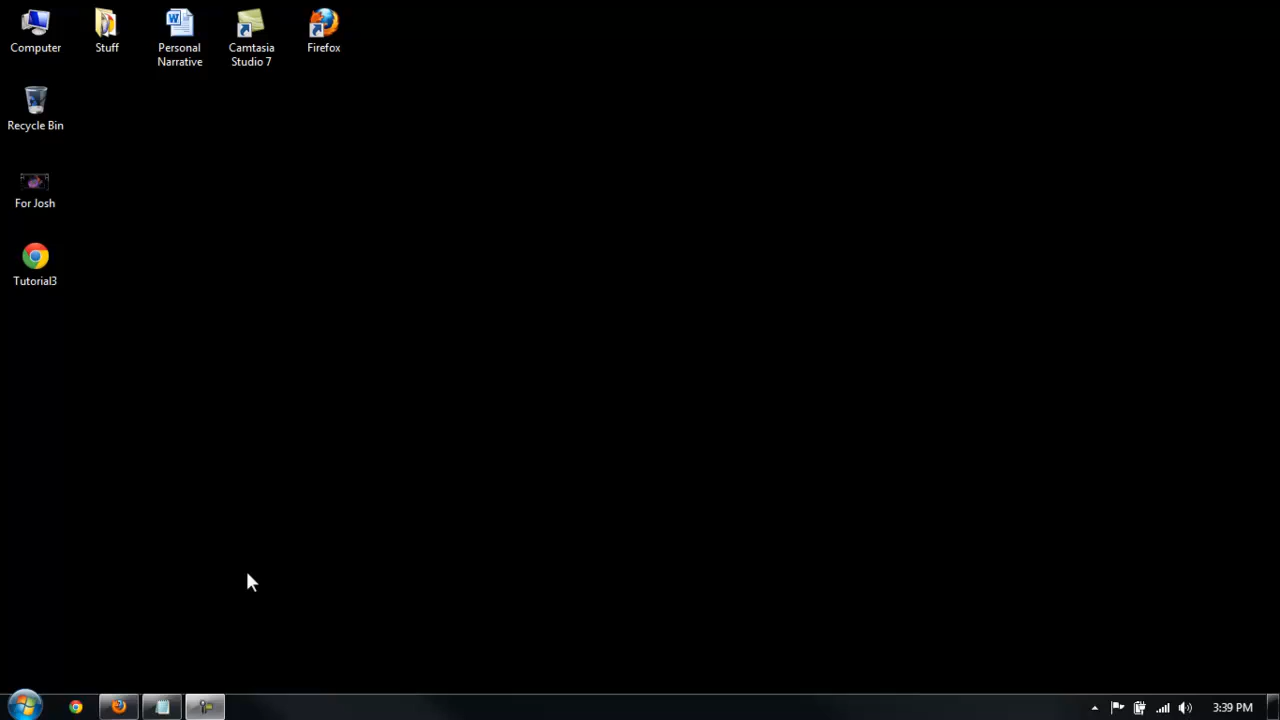 Computer
Stuff
Personal
Narrative
Camtasia
Studio 7
Firefox
Recycle Bin
For Josh
Tutorial3
3:39 PM